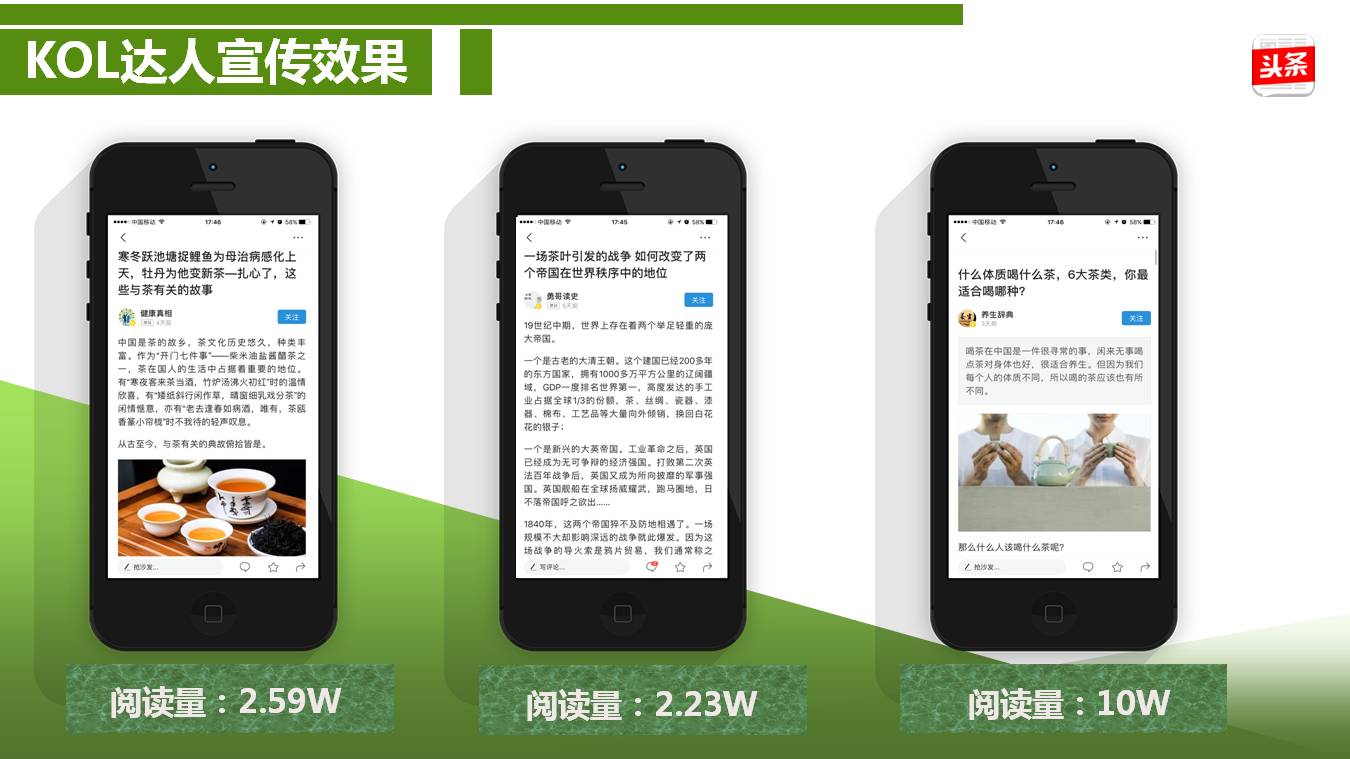 KOL达人宣传效果
头条
中国移动 17:46 58%
寒冬跃池塘捉鲤鱼为母治病感化上
天，牡丹为他变新茶—扎心了，这
些与茶有关的故事
健康真相
关注
原创 4天前
中国是茶的故乡，茶文化历史悠久，种类丰
富。作为“开门七件事”——柴米油盐酱醋茶之
一，茶在国人的生活中占据着重要的地位。
有“寒夜客来茶当酒，竹炉汤沸火初红”时的温情
欣喜，有“矮纸斜行闲作草，晴窗细乳戏分茶”的
闲情惬意，亦有“老去逢春如病酒，唯有，茶瓯
香篆小帘栊”时不我待的轻声叹息。
从古至今，与茶有关的典故俯拾皆是。
抢沙发...
阅读量：2.59W
中国移动 17:45 58%
一场茶叶引发的战争 如何改变了两
个帝国在世界秩序中的地位
勇哥读史
关注
原创 5天前
19世纪中期，世界上存在着两个举足轻重的庞
大帝国。
一个是古老的大清王朝。这个建国已经200多年
的东方国家，拥有1000多万平方公里的辽阔疆
域，GDP一度排名世界第一，高度发达的手工
业占据全球1/3的份额，茶、丝绸、瓷器、漆
器、棉布、工艺品等大量向外倾销，换回白花
花的银子；
一个是新兴的大英帝国。工业革命之后，英国
已经成为无可争辩的经济强国。打败第二次英
法百年战争后，英国又成为所向披靡的军事强
国。英国舰船在全球扬威耀武，跑马圈地，日
不落帝国呼之欲出......
1840年，这两个帝国猝不及防地相遇了。一场
规模不大却影响深远的战争就此爆发。因为这
场战争的导火索是鸦片贸易，我们通常称之
写评论...
阅读量：2.23W
中国移动 17:46 58%
什么体质喝什么茶，6大茶类，你最
适合喝哪种？
养生辞典
关注
3天前
喝茶在中国是一件很寻常的事，闲来无事喝
点茶对身体也好，很适合养生。但因为我们
每个人的体质不同，所以喝的茶应该也有所
不同。
那么什么人该喝什么茶呢？
抢沙发...
阅读量：10W